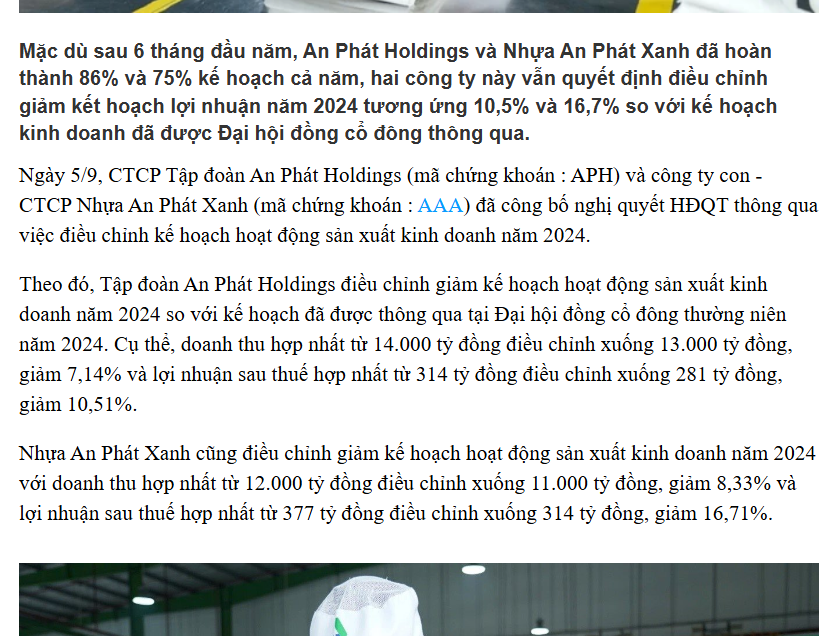 Mặc dù sau 6 tháng đầu năm, An Phát Holdings và Nhựa An Phát Xanh đã hoàn
thành 86% và 75% kế hoạch cả năm, hai công ty này vẫn quyết định điều chỉnh
giảm kết hoạch lợi nhuận năm 2024 tương ứng 10,5% và 16,7% so với kế hoạch
kinh doanh đã được Đại hội đồng cổ đông thông qua.
Ngày 5/9, CTCP Tập đoàn An Phát Holdings (mã chứng khoán : APH) và công ty con -
CTCP Nhựa An Phát Xanh (mã chứng khoán : AAA) đã công bố nghị quyết HĐQT thông qua
việc điều chỉnh kế hoạch hoạt động sản xuất kinh doanh năm 2024.
Theo đó, Tập đoàn An Phát Holdings điều chỉnh giảm kế hoạch hoạt động sản xuất kinh
doanh năm 2024 so với kế hoạch đã được thông qua tại Đại hội đồng cổ đông thường niên
năm 2024. Cụ thể, doanh thu hợp nhất từ 14.000 tỷ đồng điều chỉnh xuống 13.000 tỷ đồng,
giảm 7,14% và lợi nhuận sau thuế hợp nhất từ 314 tỷ đồng điều chỉnh xuống 281 tỷ đồng,
giảm 10,51%.
Nhựa An Phát Xanh cũng điều chỉnh giảm kế hoạch hoạt động sản xuất kinh doanh năm 2024
với doanh thu hợp nhất từ 12.000 tỷ đồng điều chỉnh xuống 11.000 tỷ đồng, giảm 8,33% và
lợi nhuận sau thuế hợp nhất từ 377 tỷ đồng điều chỉnh xuống 314 tỷ đồng, giảm 16,71%.